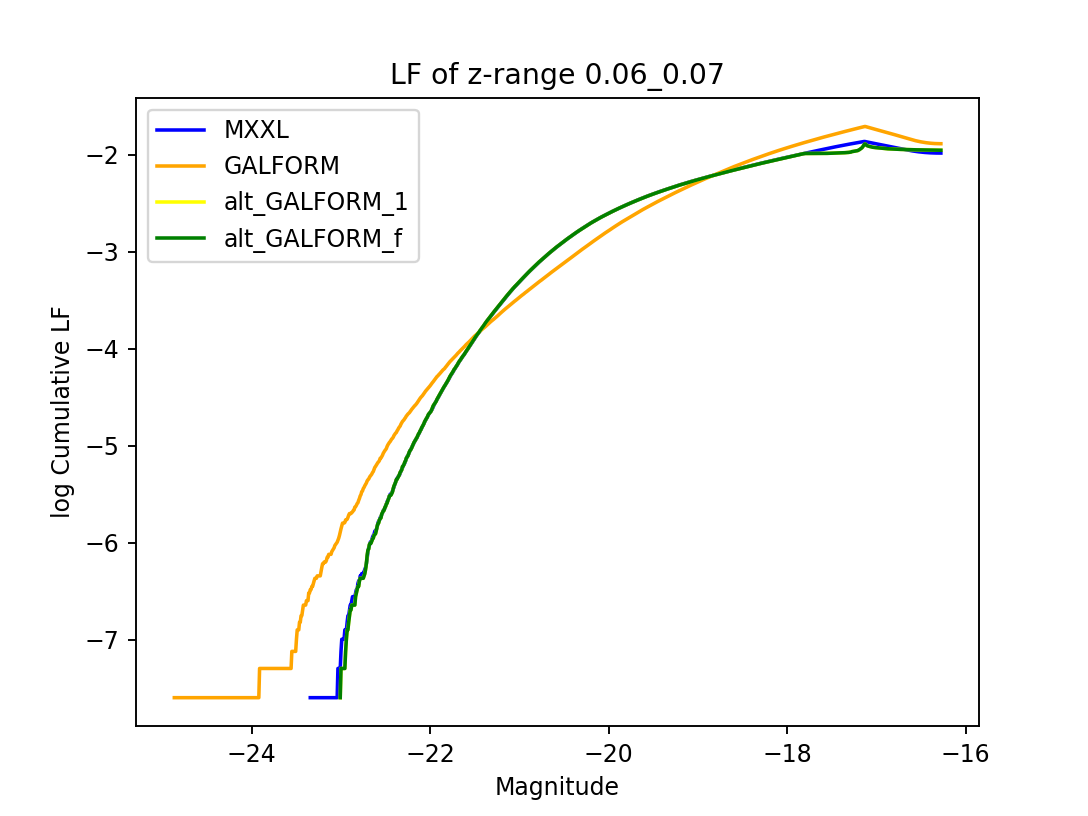 LF of z-range 0.06_0.07
MXXL
GALFORM
alt_GALFORM_1
alt_GALFORM_f
log Cumulative LF
−2
−3
−4
−5
−6
−7
−24
−22
−20
−18
−16
Magnitude